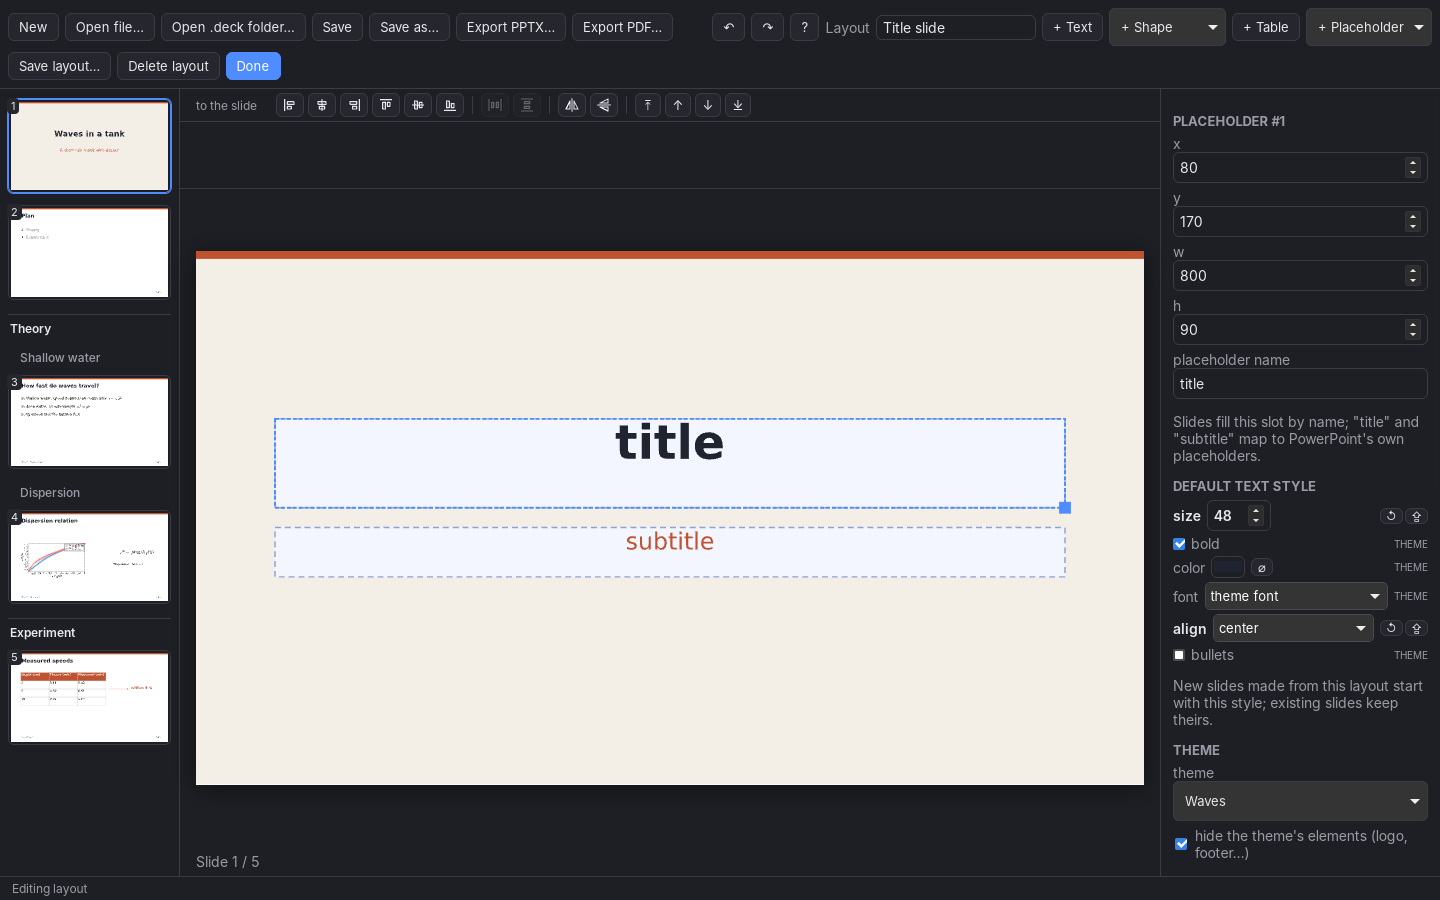 New Open file... Open .deck folder... Save Save as... Export PPTX... Export PDF... ↶ ↷ ? Layout Title slide + Text + Shape + Table + Placeholder
Save layout... Delete layout Done
to the slide
1
Waves in a tank
2
Plan
Theory
Shallow water
3
How fast do waves travel?
Dispersion
4
Dispersion relation
Experiment
5
Measured speeds
title
subtitle
Slide 1 / 5
PLACEHOLDER #1
x
80
y
170
w
800
h
90
placeholder name
title
Slides fill this slot by name; "title" and
"subtitle" map to PowerPoint's own
placeholders.
DEFAULT TEXT STYLE
size 48
bold THEME
color ⌀ THEME
font theme font THEME
align center
bullets THEME
New slides made from this layout start
with this style; existing slides keep
theirs.
THEME
theme
Waves
hide the theme's elements (logo,
footer...)
Editing layout